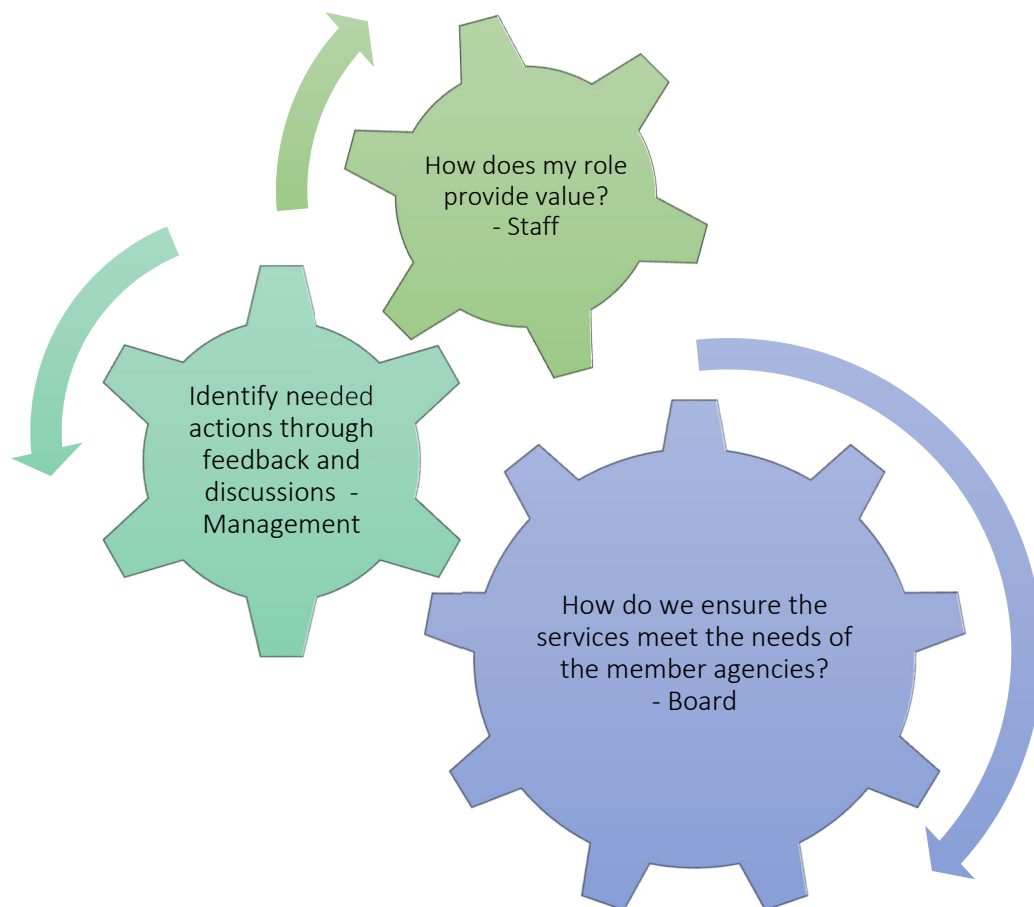 How does my role
provide value?
- Staff
Identify needed
actions through
feedback and
discussions -
Management
How do we ensure the
services meet the needs of
the member agencies?
- Board